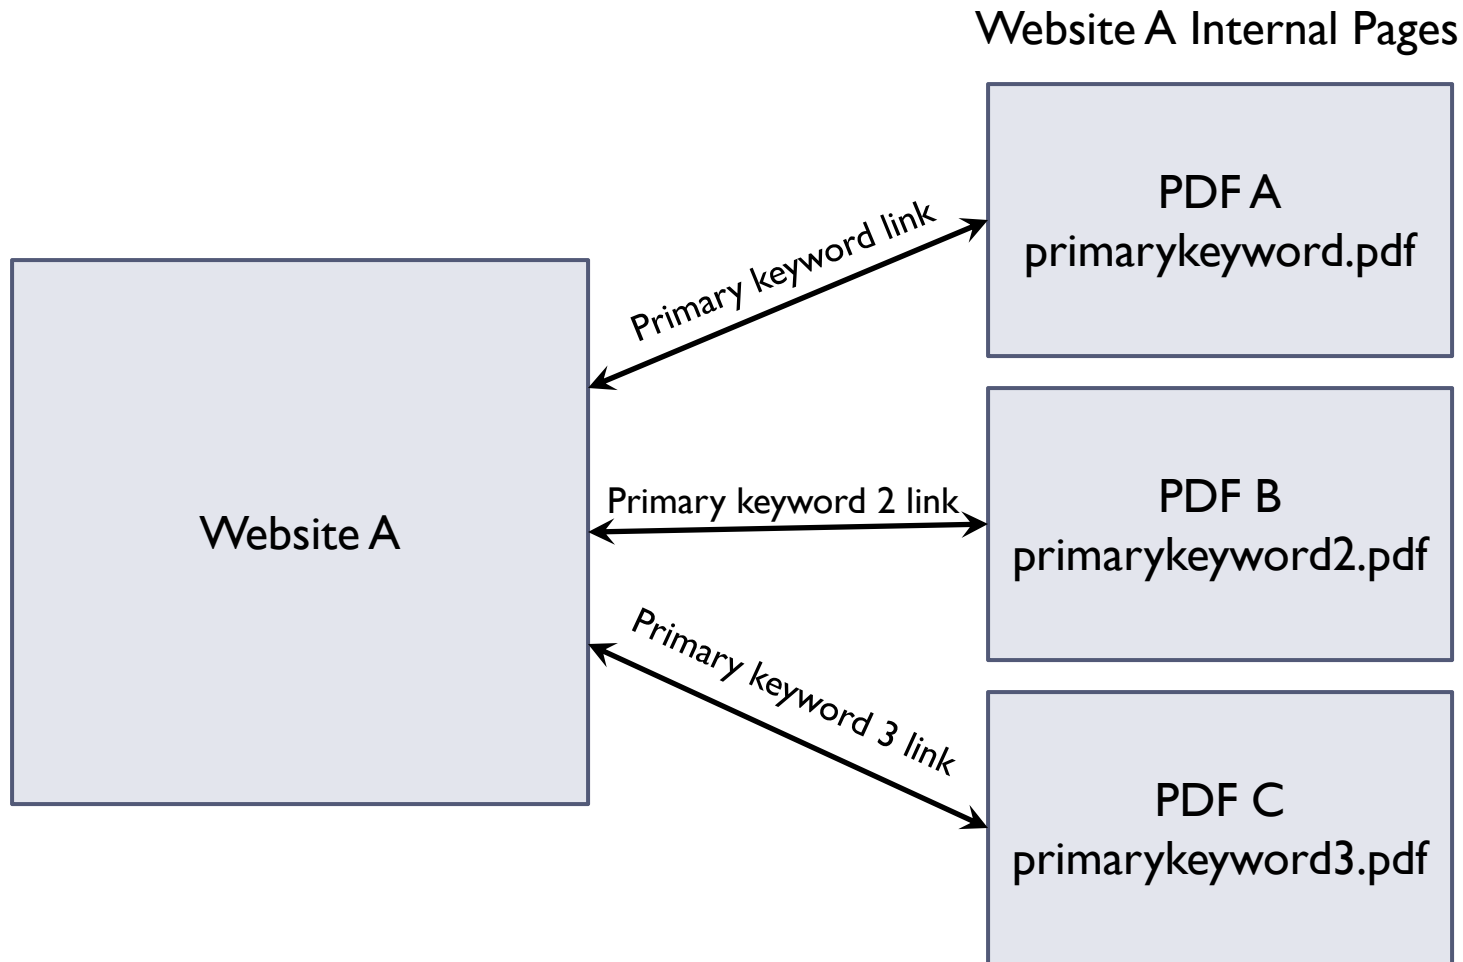 Website A Internal Pages
PDF A
primarykeyword.pdf
Primary keyword link
Website A
Primary keyword 2 link
PDF B
primarykeyword2.pdf
Primary keyword 3 link
PDF C
primarykeyword3.pdf